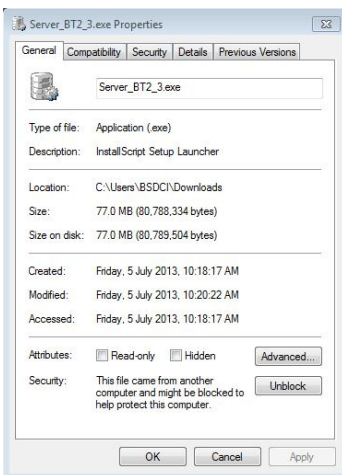 Server_BT2_3.exe Properties
General Compatibility Security Details Previous Versions
Server_BT2_3.exe
Type of file: Application (.exe)
Description: InstallScript Setup Launcher
Location: C:\Users\BSDCI\Downloads
Size: 77.0 MB (80,788,334 bytes)
Size on disk: 77.0 MB (80,789,504 bytes)
Created: Friday, 5 July 2013, 10:18:17 AM
Modified: Friday, 5 July 2013, 10:20:22 AM
Accessed: Friday, 5 July 2013, 10:18:17 AM
Attributes: Read-only Hidden Advanced...
Security: This file came from another
computer and might be blocked to
help protect this computer.
Unblock
OK Cancel Apply